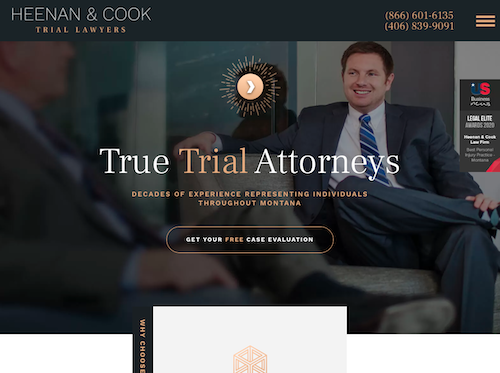 HEENAN & COOK
TRIAL LAWYERS
(866) 601-6135
(406) 839-9091
US
Business
news
LEGAL ELITE
AWARDS 2020
Heenan & Cook
Law Firm
Best Personal
Injury Practice -
Montana
True Trial Attorneys
DECADES OF EXPERIENCE REPRESENTING INDIVIDUALS
THROUGHOUT MONTANA
GET YOUR FREE CASE EVALUATION
WHY CHOOSE